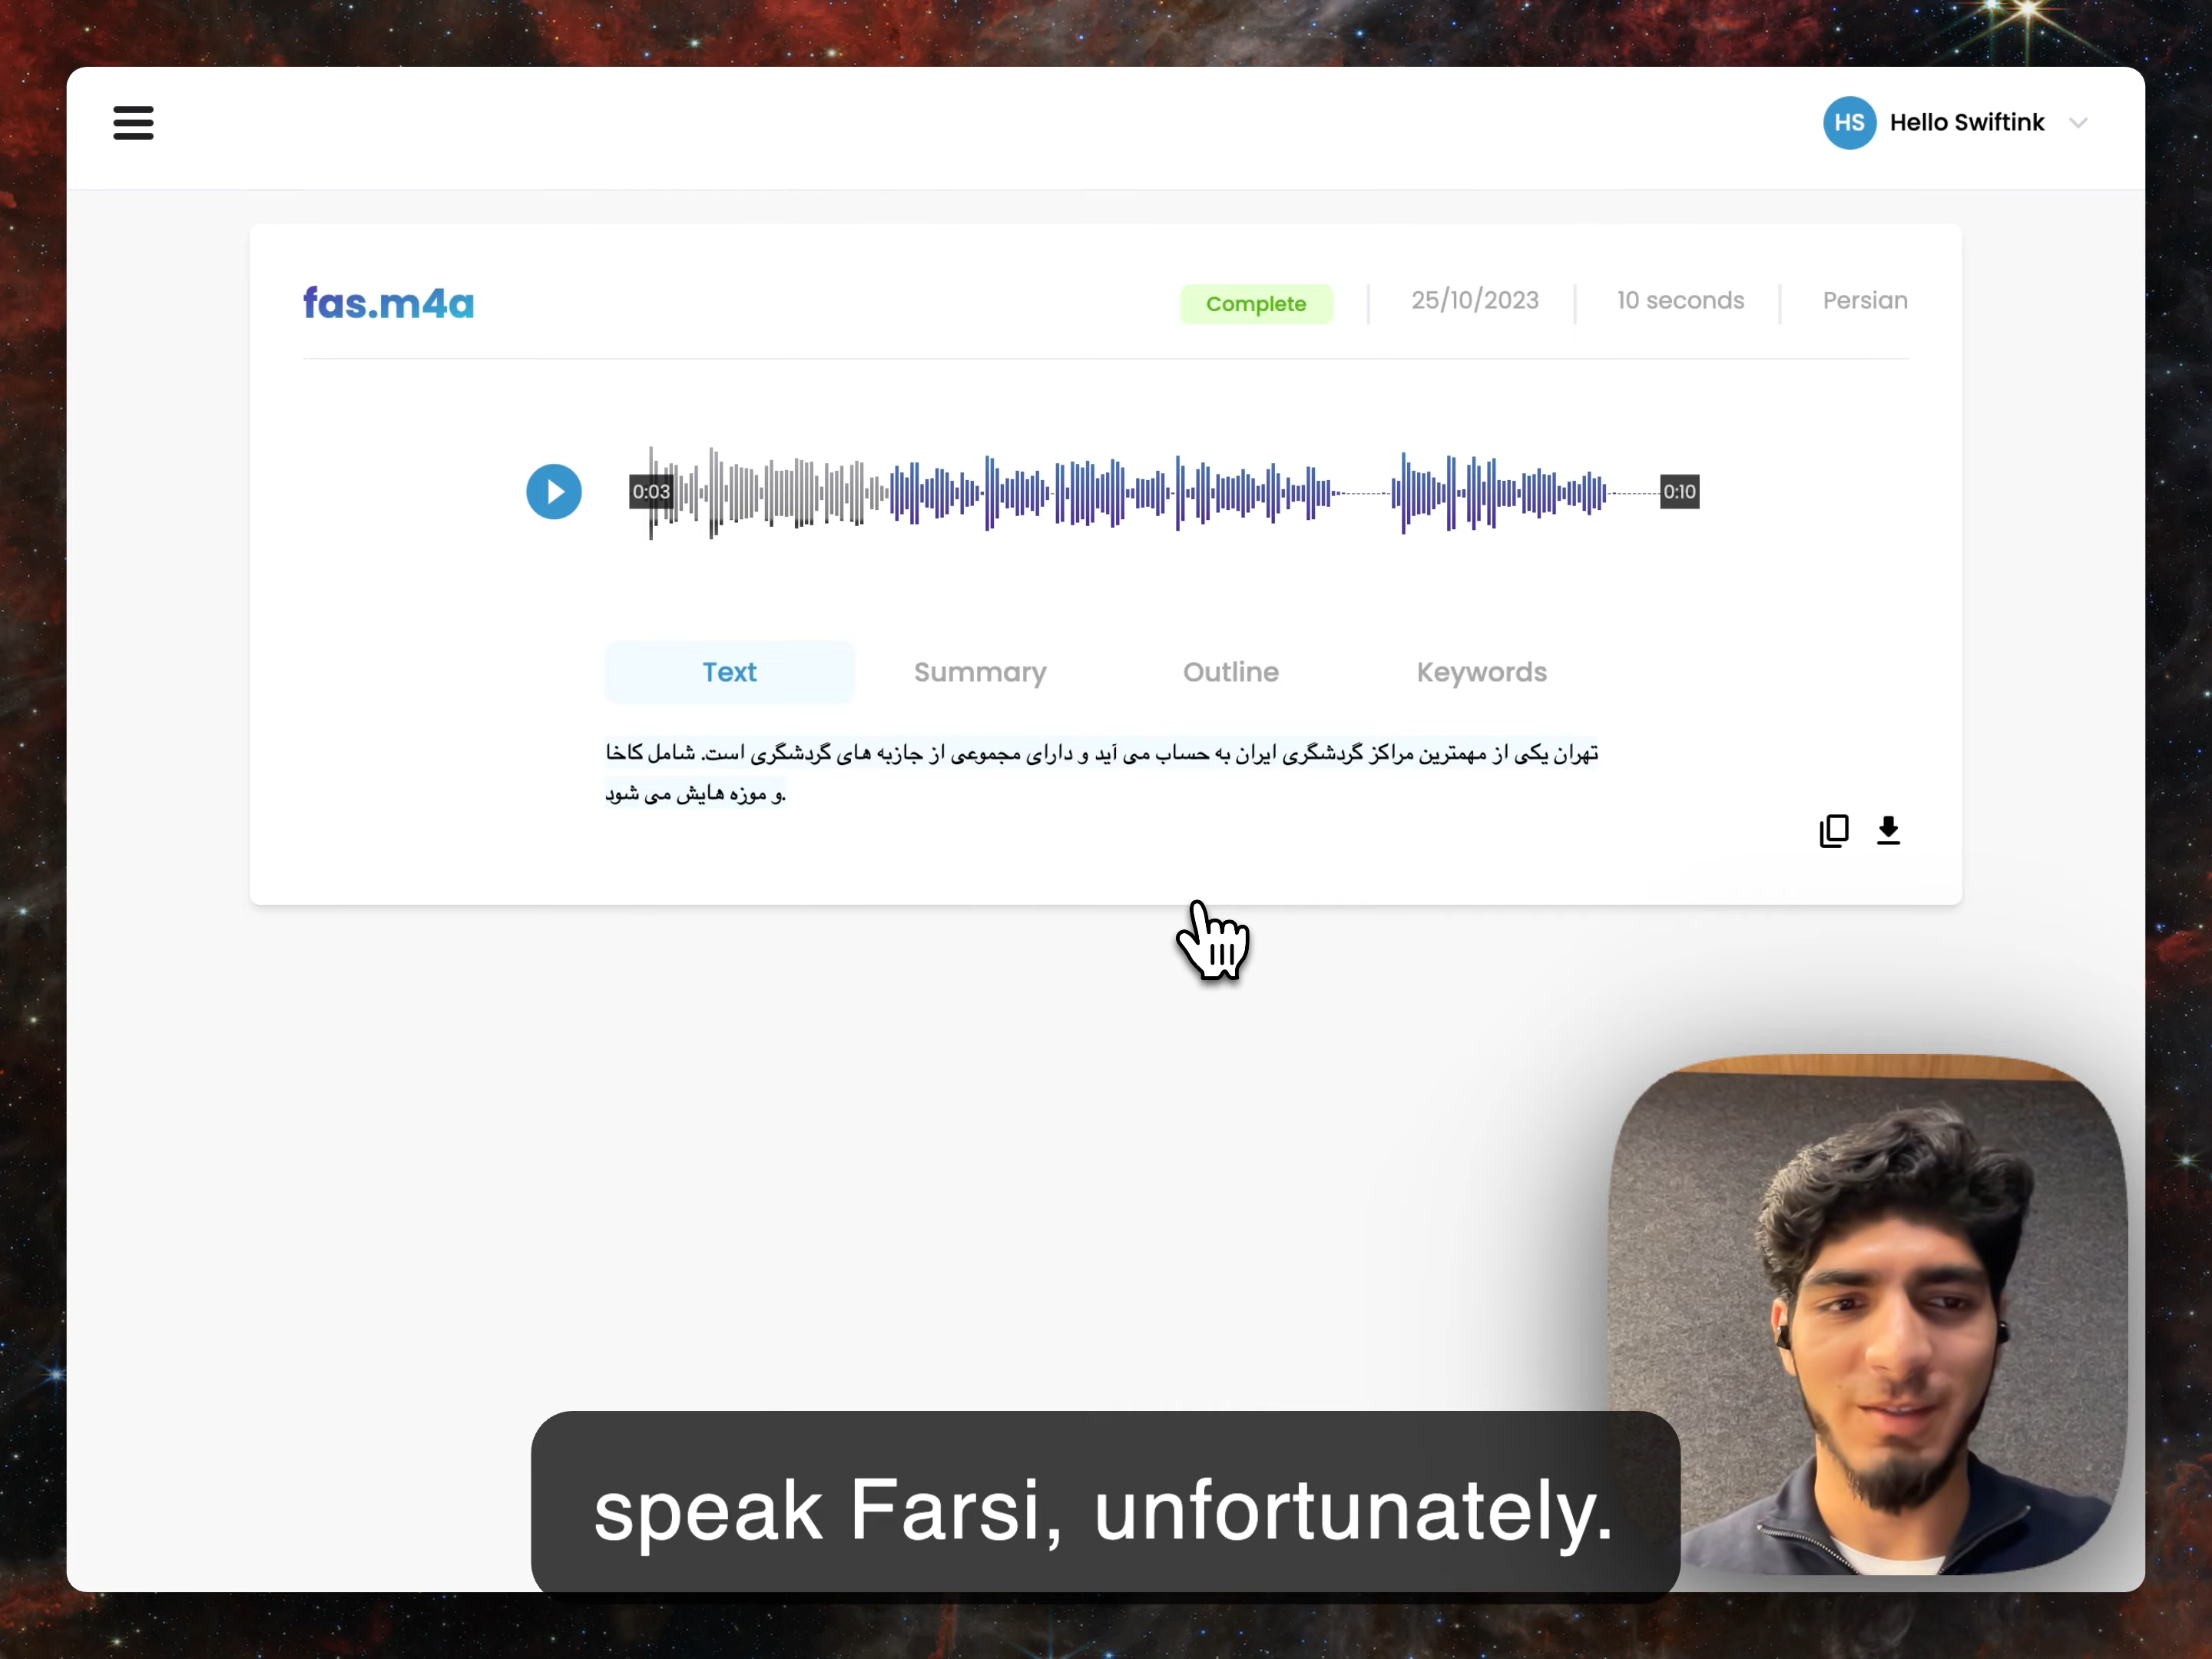 HS Hello Swiftink
fas.m4a
Complete
25/10/2023
10 seconds
Persian
0:03
0:10
Text
Summary
Outline
Keywords
تهران یکی از مهمترین مراکز گردشگری ایران به حساب می آید و دارای مجموعی از جازبه های گردشگری است. شامل کاخا
و موزه هایش می شود.
speak Farsi, unfortunately.